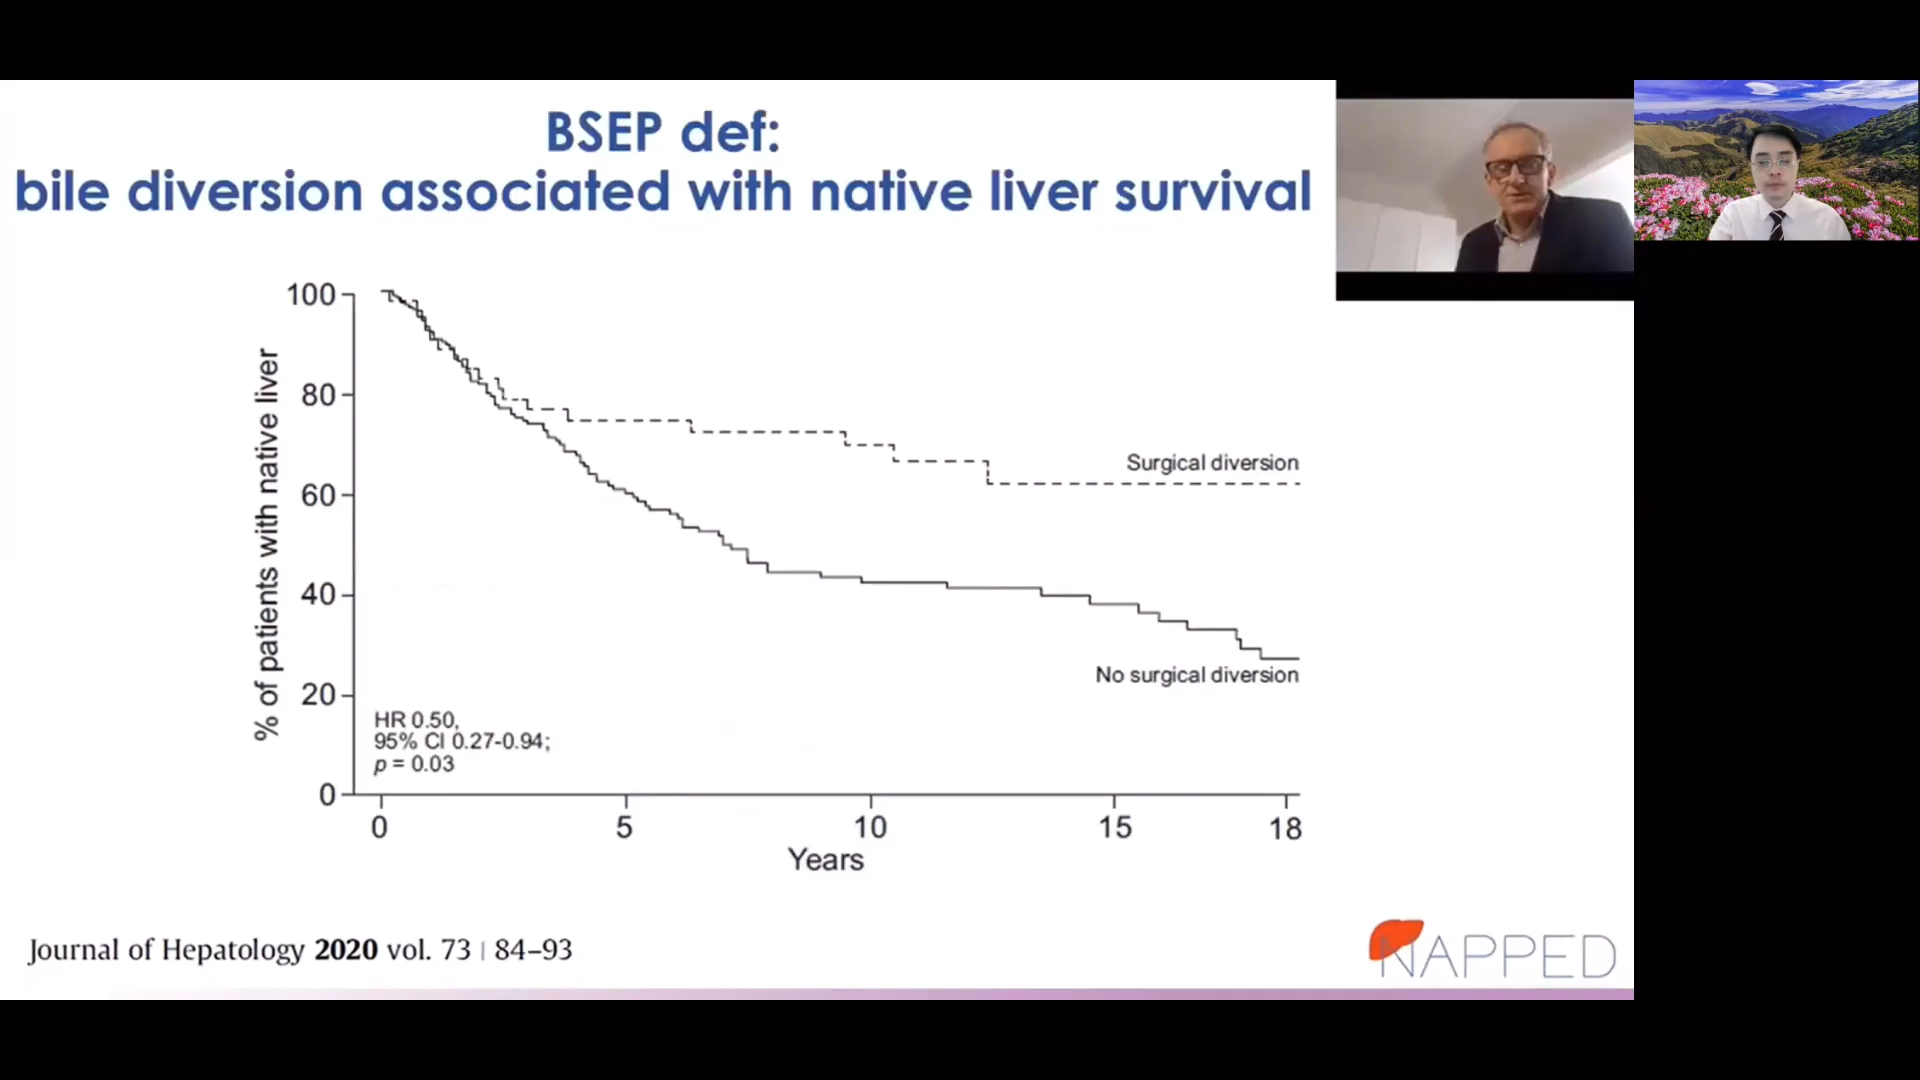 BSEP def:
bile diversion associated with native liver survival
% of patients with native liver
100
80
60
40
20
0
Surgical diversion
No surgical diversion
HR 0.50,
95% CI 0.27-0.94;
p = 0.03
0 5 10 15 18
Years
Journal of Hepatology 2020 vol. 73 | 84–93
NAPPED